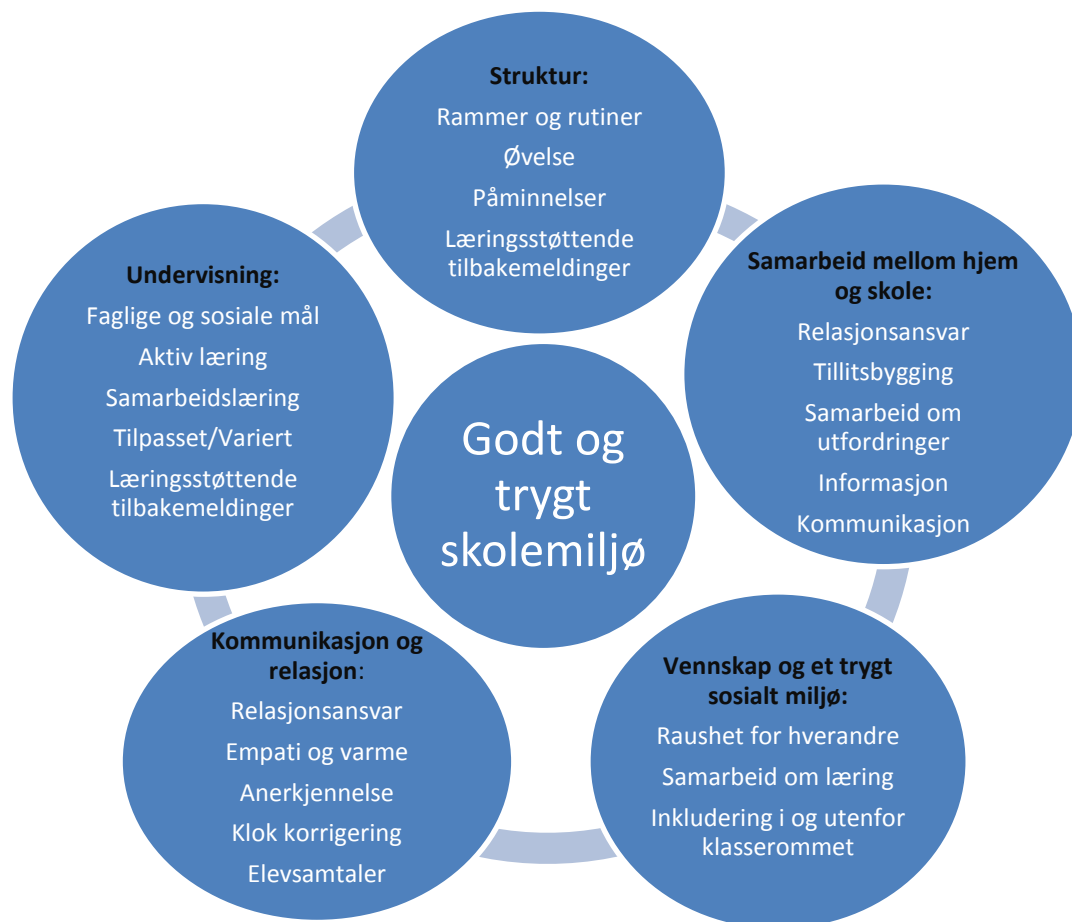 Struktur:
Rammer og rutiner
Øvelse
Påminnelser
Læringsstøttende
tilbakemeldinger
Samarbeid mellom hjem
og skole:
Relasjonsansvar
Tillitsbygging
Samarbeid om
utfordringer
Informasjon
Kommunikasjon
Vennskap og et trygt
sosialt miljø:
Raushet for hverandre
Samarbeid om læring
Inkludering i og utenfor
klasserommet
Kommunikasjon og
relasjon:
Relasjonsansvar
Empati og varme
Anerkjennelse
Klok korrigering
Elevsamtaler
Undervisning:
Faglige og sosiale mål
Aktiv læring
Samarbeidslæring
Tilpasset/Variert
Læringsstøttende
tilbakemeldinger
Godt og
trygt
skolemiljø